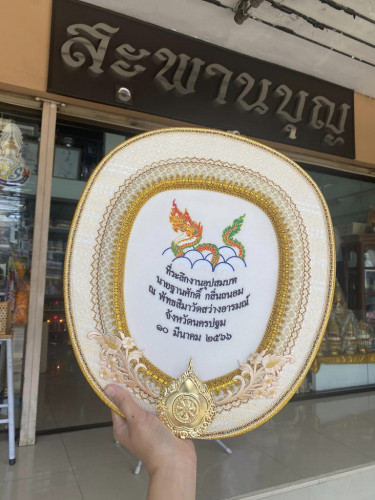 สะพานบุญ
ที่ระลึกงานอุปสมบท
นายฐานศักดิ์ กลิ่นถนอม
ณ พัทธสีมาวัดสว่างอารมณ์
จังหวัดนครปฐม
๑๐ มีนาคม ๒๕๖๖